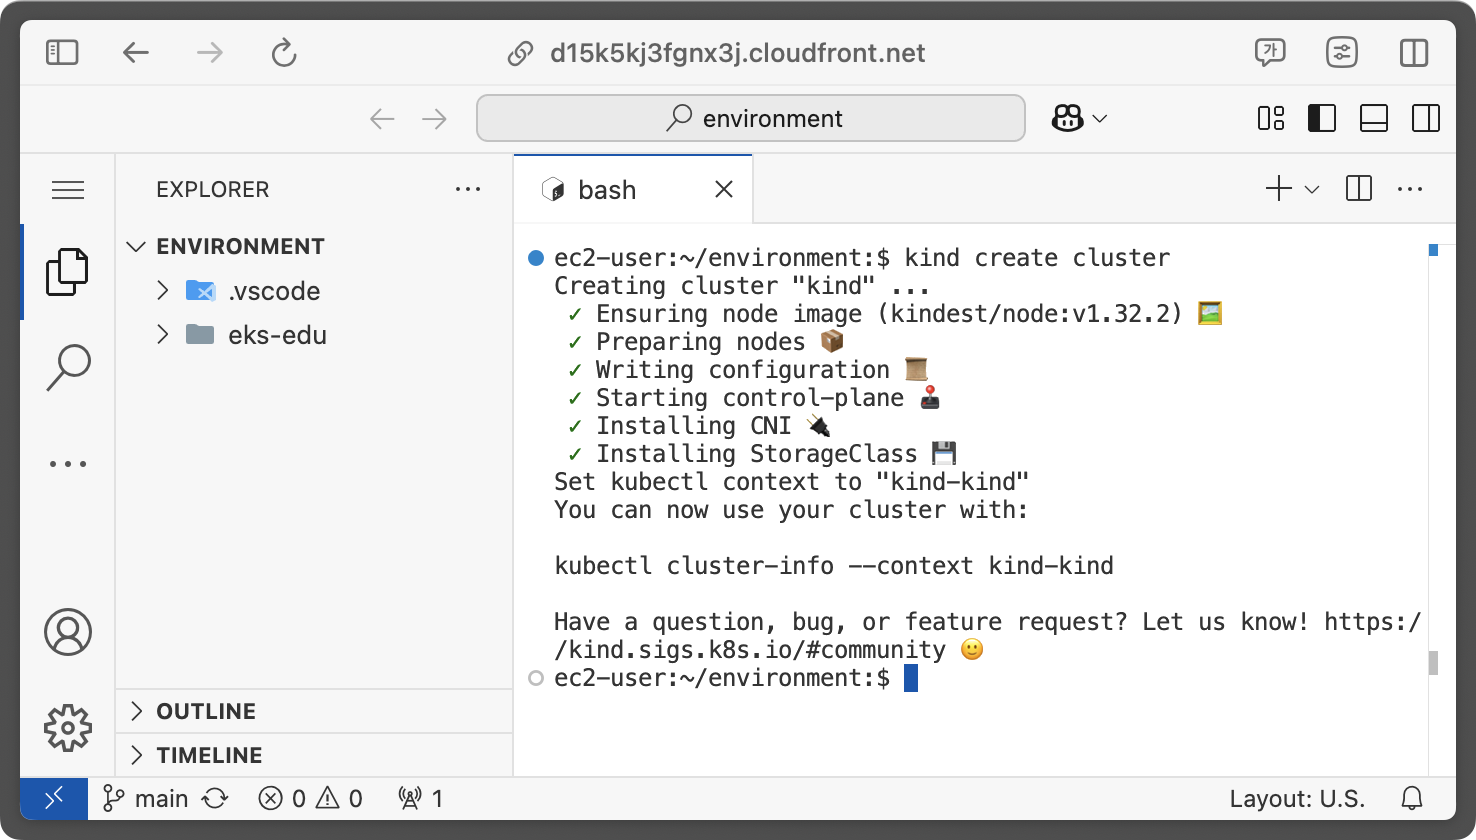 d15k5kj3fgnx3j.cloudfront.net
가
environment
EXPLORER
ENVIRONMENT
.vscode
eks-edu
OUTLINE
TIMELINE
bash
ec2-user:~/environment:$ kind create cluster
Creating cluster "kind" ...
✓ Ensuring node image (kindest/node:v1.32.2) 🖼️
✓ Preparing nodes 📦
✓ Writing configuration 📜
✓ Starting control-plane 🕹️
✓ Installing CNI 🔌
✓ Installing StorageClass 💾
Set kubectl context to "kind-kind"
You can now use your cluster with:
kubectl cluster-info --context kind-kind
Have a question, bug, or feature request? Let us know! https:/
/kind.sigs.k8s.io/#community 🙂
ec2-user:~/environment:$
main 0 0 1 Layout: U.S.